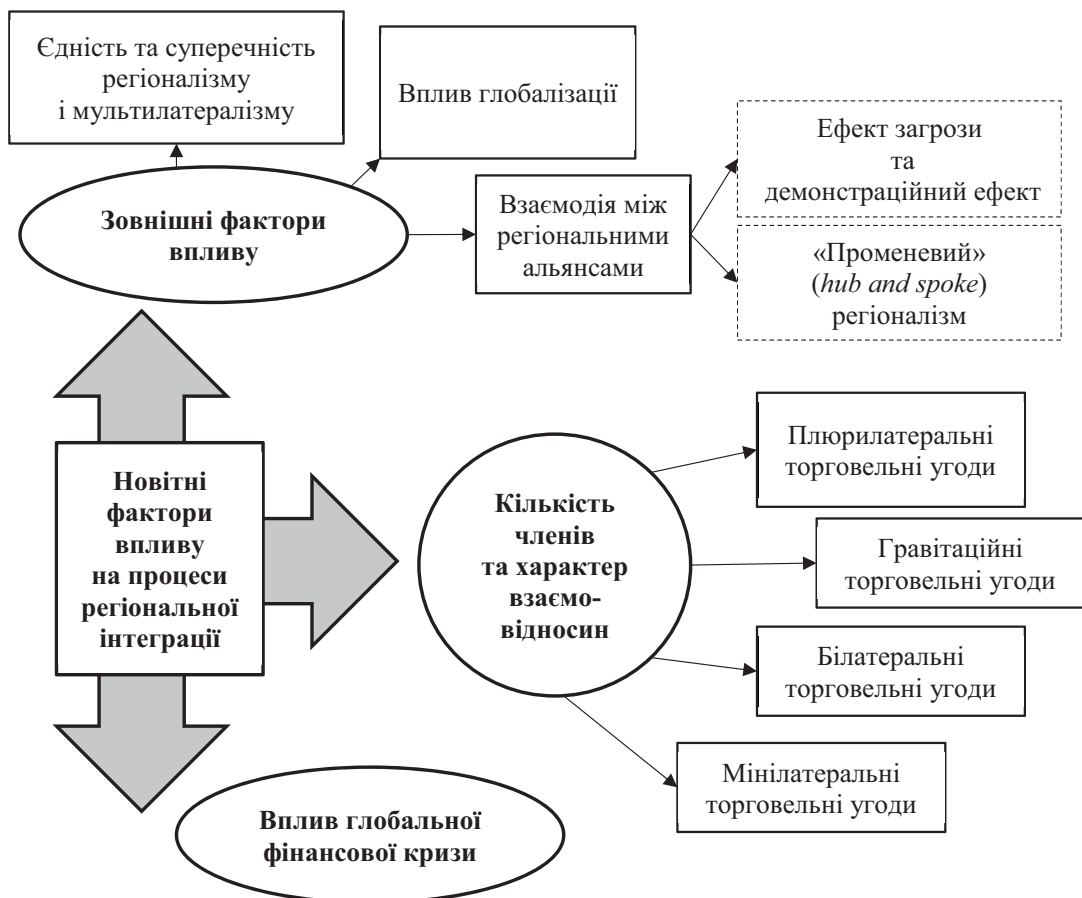 Єдність та суперечність
регіоналізму
і мультилатералізму
Вплив глобалізації
Ефект загрози
та
демонстраційний ефект
Зовнішні фактори
впливу
Взаємодія між
регіональними
альянсами
«Променевий»
(hub and spoke)
регіоналізм
Новітні
фактори
впливу
на процеси
регіональної
інтеграції
Кількість
членів
та характер
взаємо-
відносин
Плюрилатеральні
торговельні угоди
Гравітаційні
торговельні угоди
Білатеральні
торговельні угоди
Мінілатеральні
торговельні угоди
Вплив глобальної
фінансової кризи